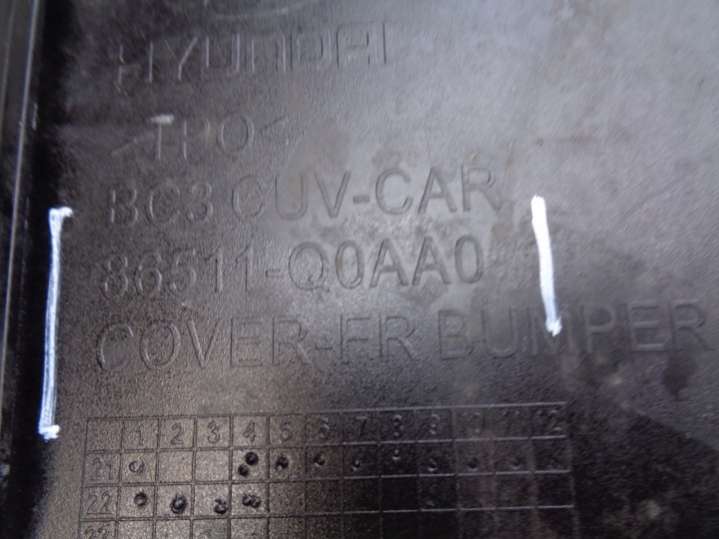 HYUNDAI
>TPO<
BC3 CUV-CAR
86511-Q0AA0
COVER-FR BUMPER
1 2 3 4 5 6 7 8 9 10 11 12
21
22
23